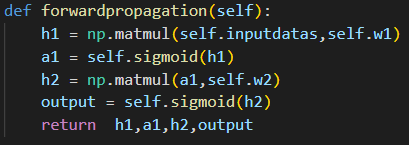 def forwardpropagation(self):
    h1 = np.matmul(self.inputdatas,self.w1)
    a1 = self.sigmoid(h1)
    h2 = np.matmul(a1,self.w2)
    output = self.sigmoid(h2)
    return  h1,a1,h2,output